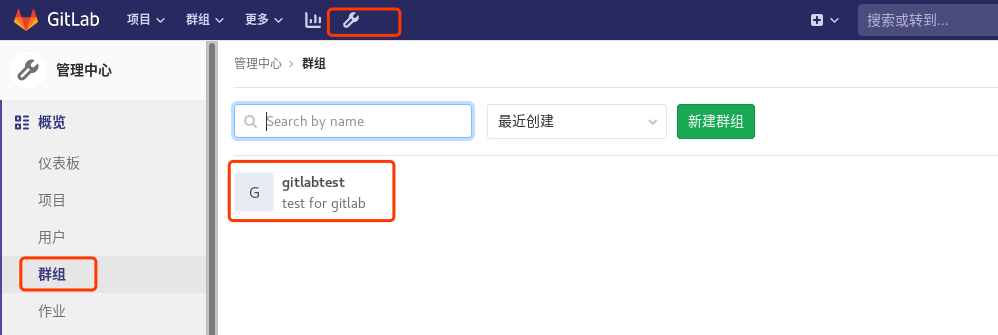 GitLab 项目 群组 更多 搜索或转到...
管理中心
管理中心 › 群组
Search by name 最近创建 新建群组
概览
仪表板
项目
用户
群组
作业
G gitlabtest
test for gitlab